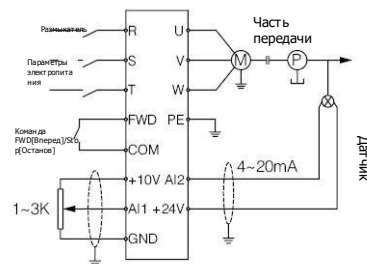 Размыкатель
Параметры
электропита
ния
Команда
FWD[Вперед]/Sto
p[Останов]
1~3K
R
S
T
FWD
COM
+10V
AI1
GND
U
V
W
PE
AI2
+24V
M
P
Часть
передачи
4~20mA
Датчик